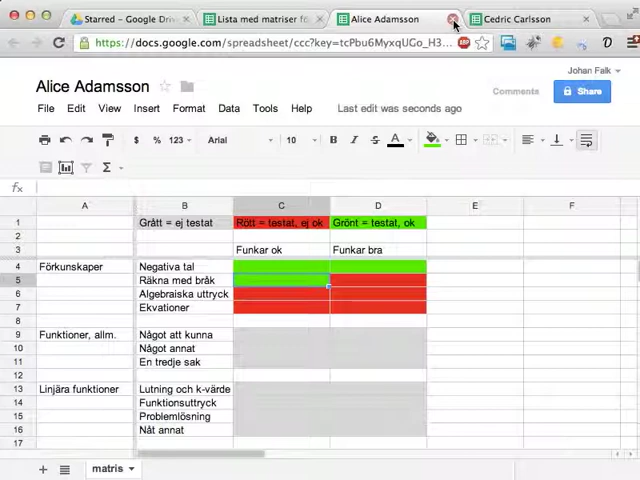 Starred – Google Driv
Lista med matriser fö
Alice Adamsson
Cedric Carlsson
https://docs.google.com/spreadsheet/ccc?key=tcPbu6MyxqUGo_H3...
ABP
Johan Falk
Alice Adamsson
Comments
Share
File Edit View Insert Format Data Tools Help
Last edit was seconds ago
$ % 123 Arial 10 B I S A
Σ
fx
A B C D E F
1 Grått = ej testat Rött = testat, ej ok Grönt = testat, ok
2
3 Funkar ok Funkar bra
4 Förkunskaper Negativa tal
5 Räkna med bråk
6 Algebraiska uttryck
7 Ekvationer
8
9 Funktioner, allm. Något att kunna
10 Något annat
11 En tredje sak
12
13 Linjära funktioner Lutning och k-värde
14 Funktionsuttryck
15 Problemlösning
16 Nåt annat
17
+ matris